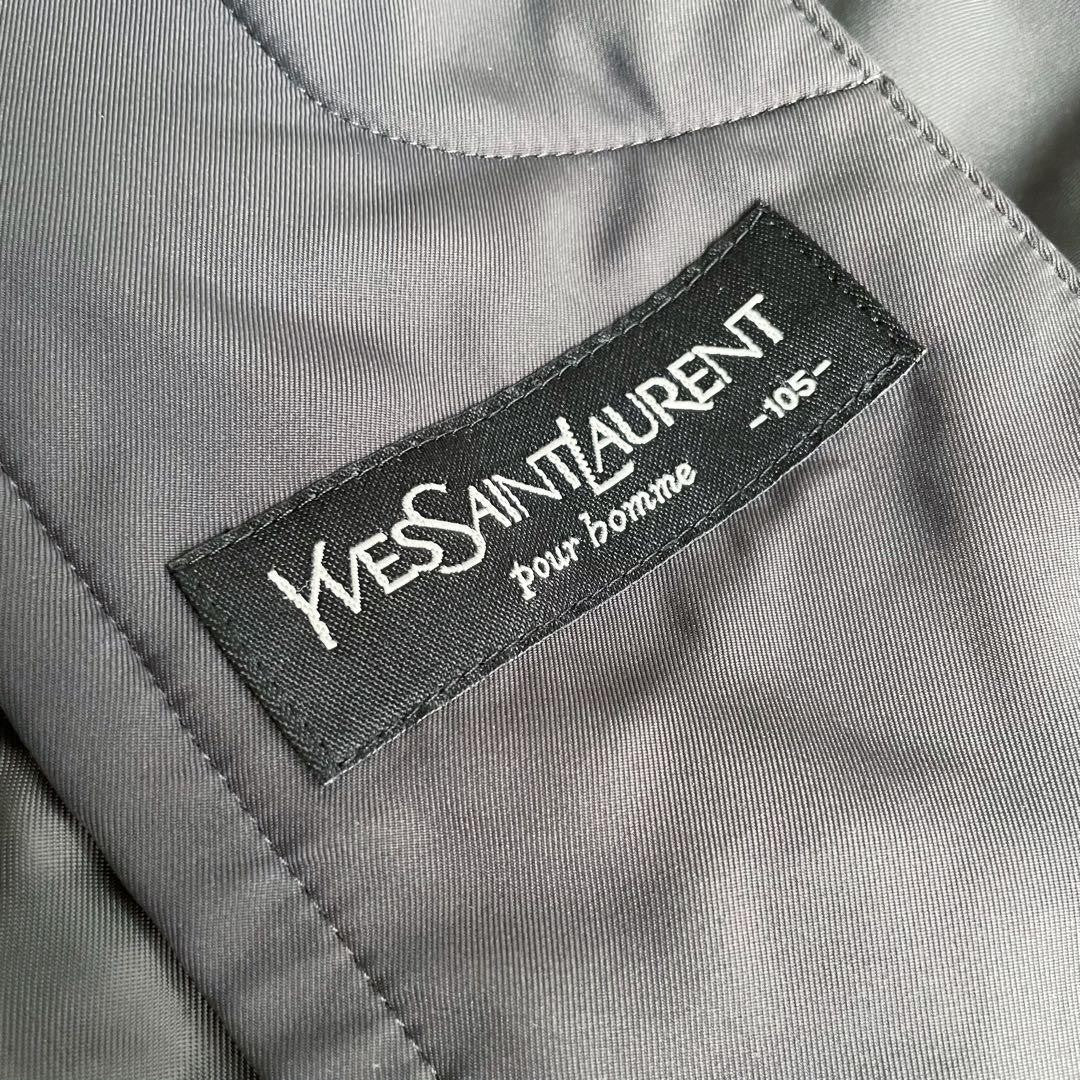 YVESSAINTLAURENT
pour homme
-105-